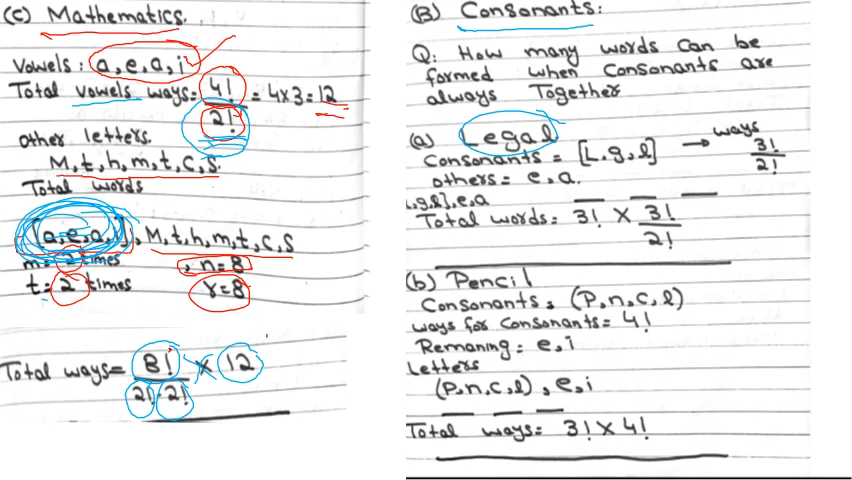 (C) Mathematics.
Vowels: a, e, a, i
Total vowels ways= 4!/2! = 4x3=12
other letters.
M, t, h, m, t, c, s.
Total words
[a, e, a, i], M, t, h, m, t, c, s
m= 2 times , n=8
t= 2 times r=8
Total ways= 8!/2!·2! x 12
(B) Consonants:
Q: How many words can be
formed when consonants are
always Together
(a) Legal
Consonants = [L, g, l] → ways 3!/2!
others= e, a.
,g,l],e,a
Total words= 3! x 3!/2!
(b) Pencil
Consonants, (P, n, c, l)
ways for consonants= 4!
Remaning= e, i
Letters
(P, n, c, l) , e, i
Total ways= 3! x 4!